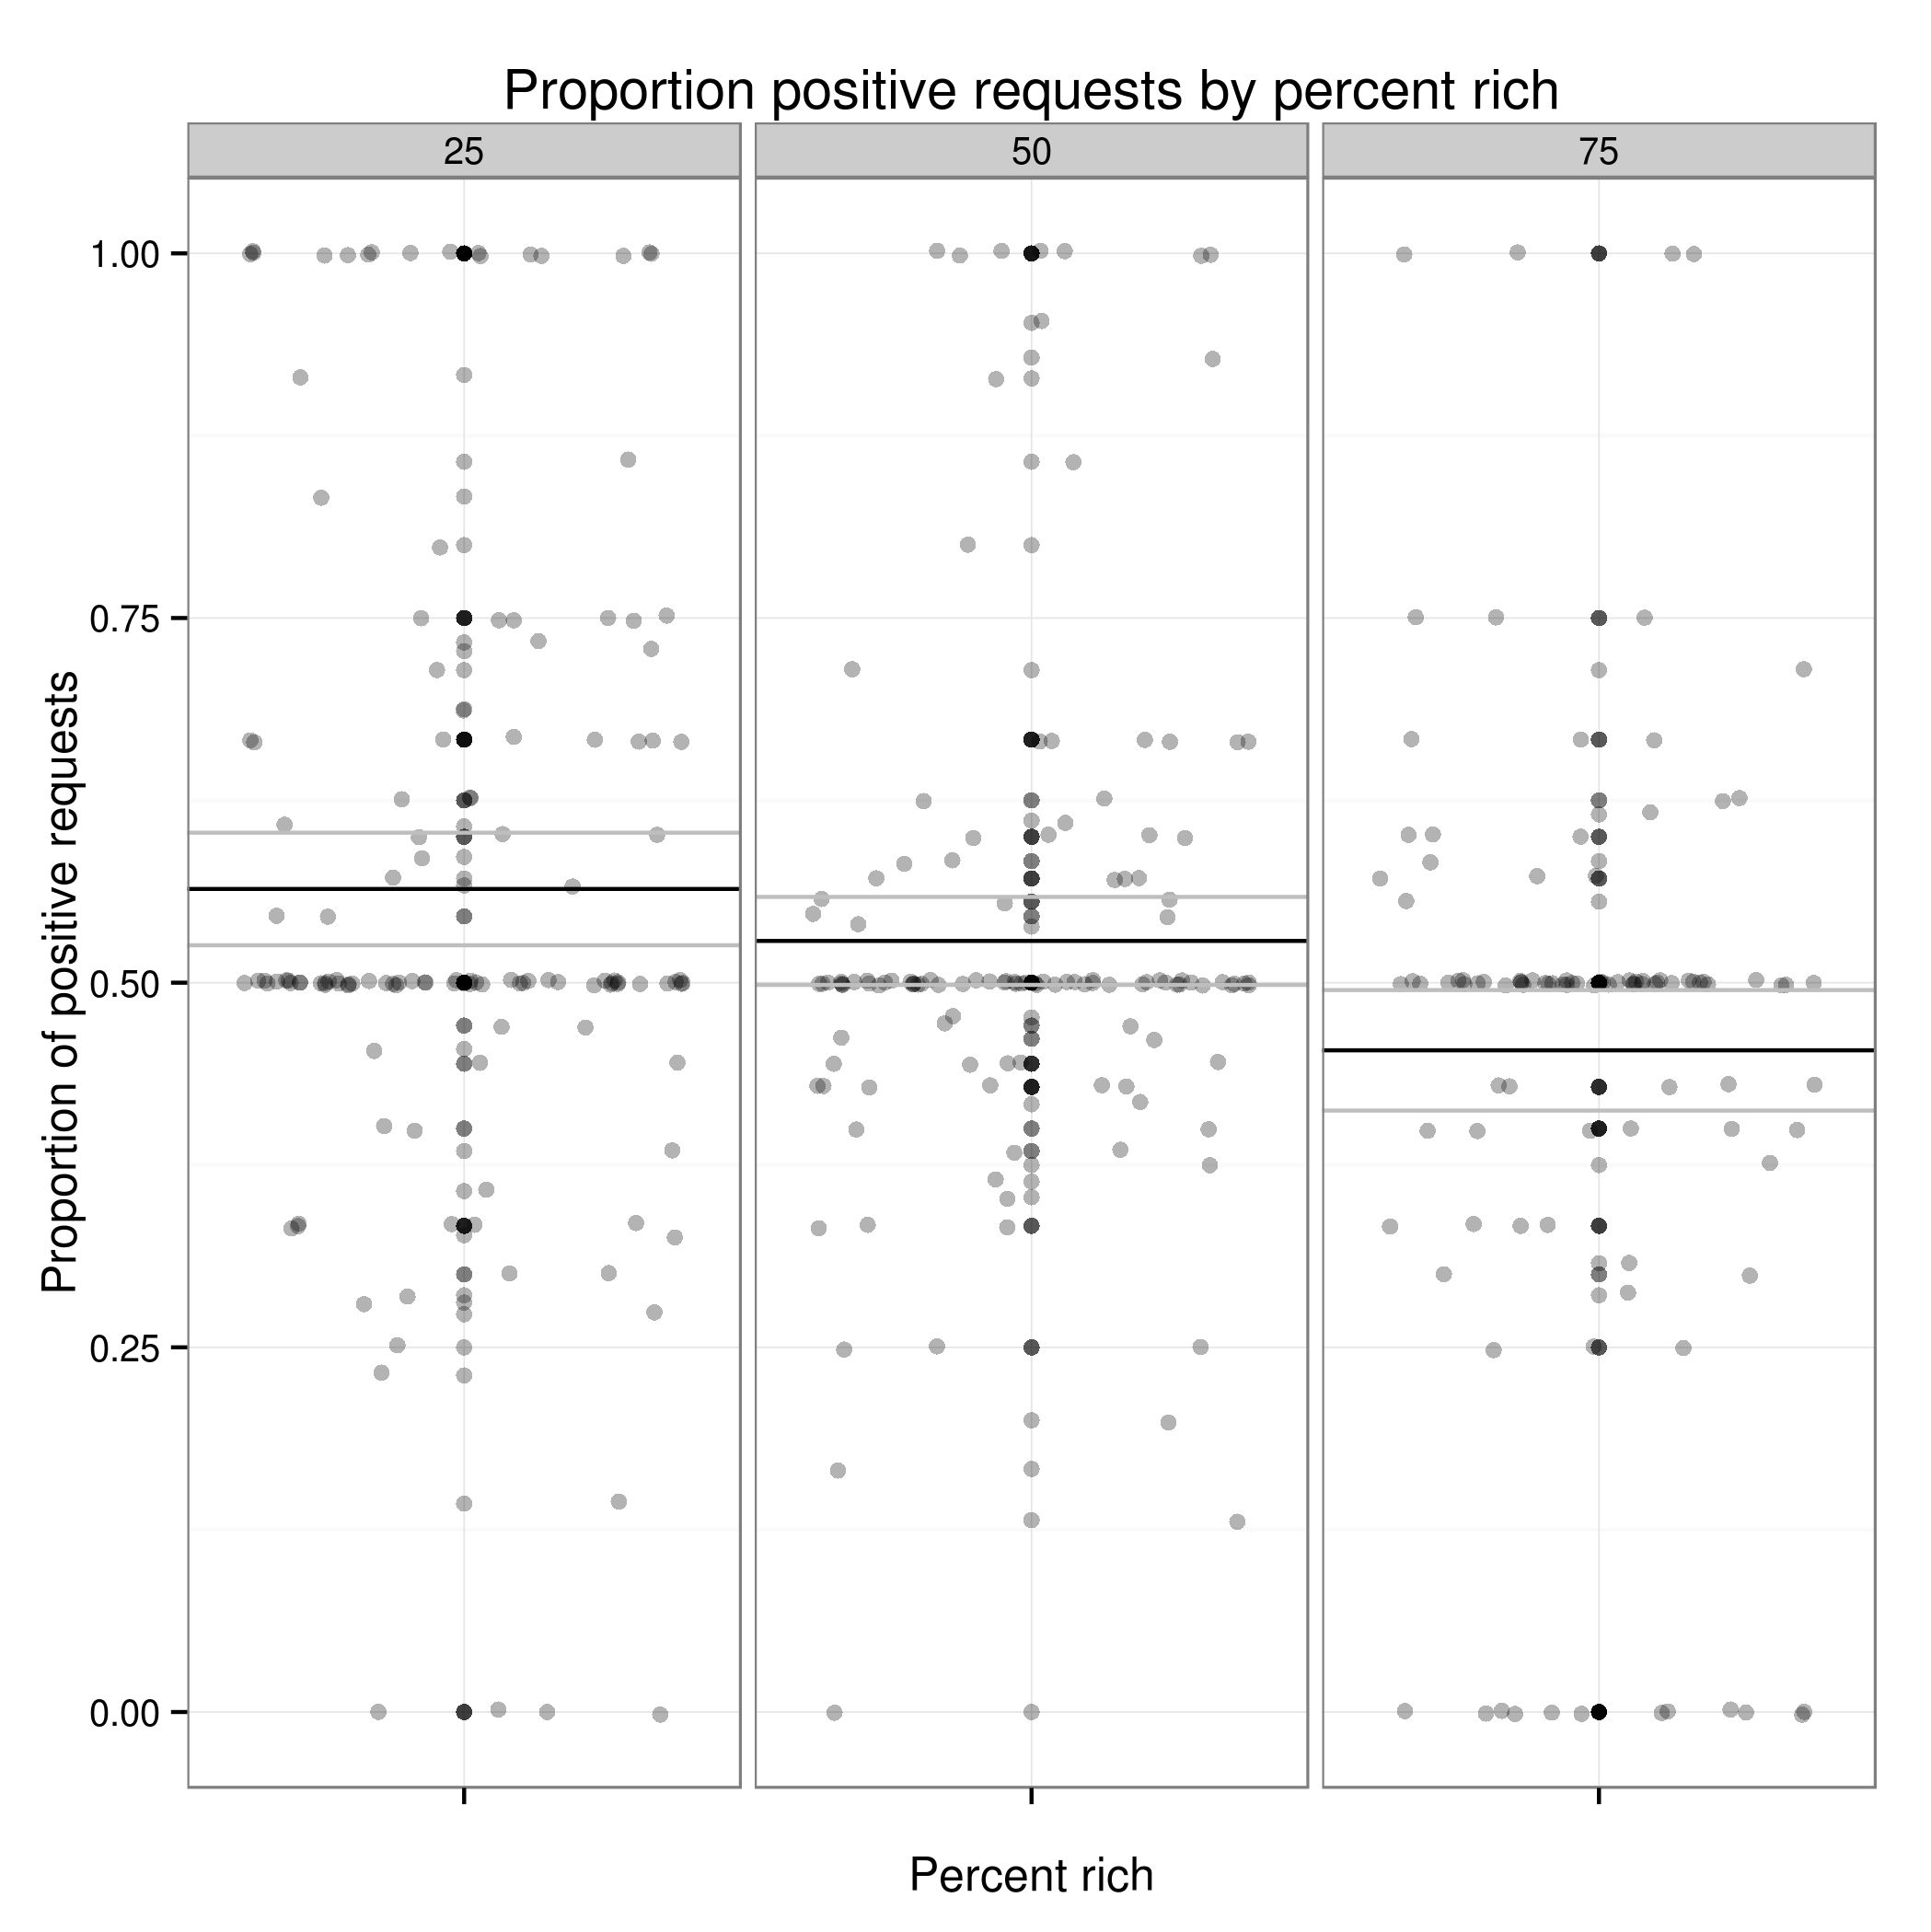 Proportion positive requests by percent rich
25 50 75
1.00
0.75
0.50
0.25
0.00
Proportion of positive requests
Percent rich